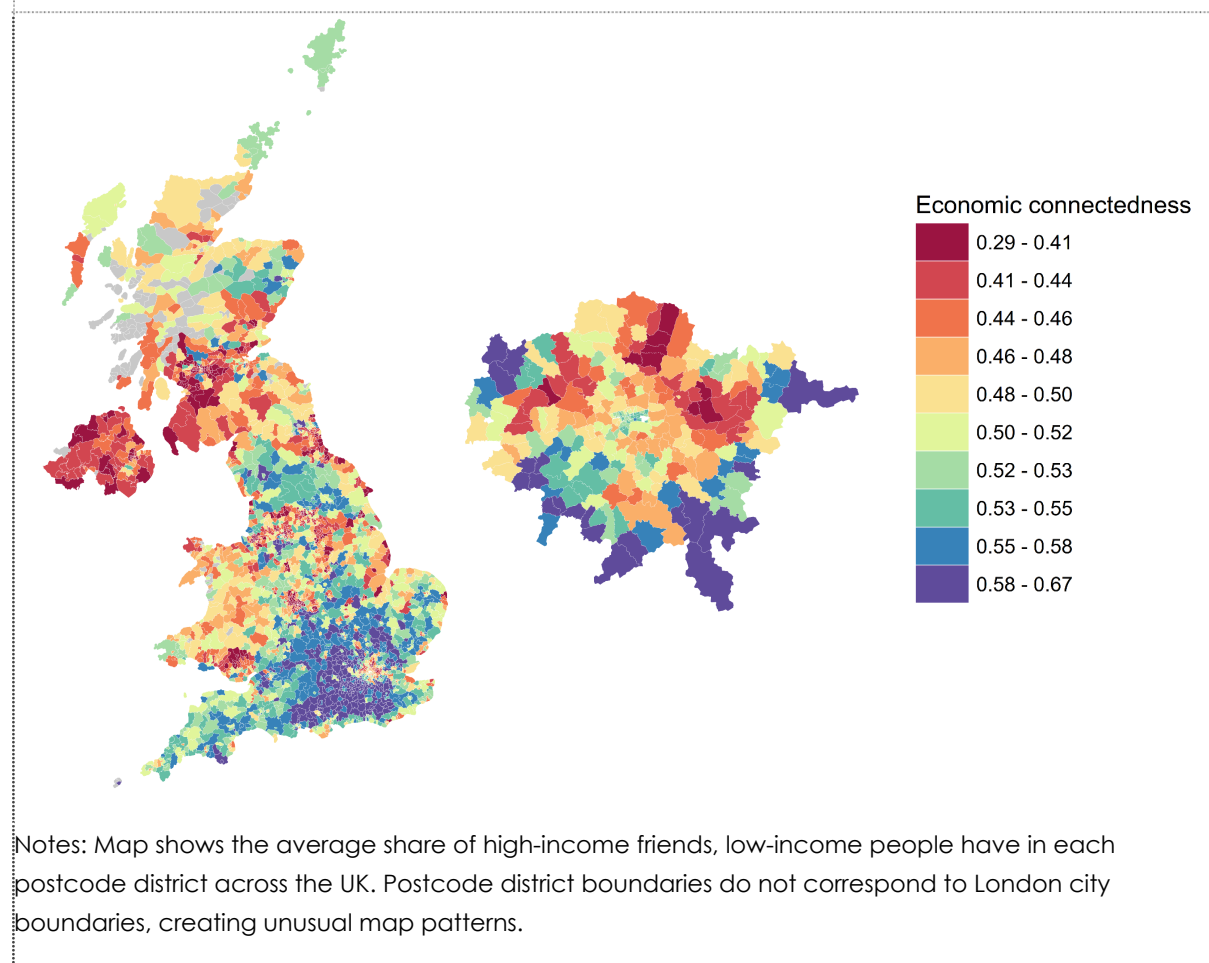 Economic connectedness
0.29 - 0.41
0.41 - 0.44
0.44 - 0.46
0.46 - 0.48
0.48 - 0.50
0.50 - 0.52
0.52 - 0.53
0.53 - 0.55
0.55 - 0.58
0.58 - 0.67
Notes: Map shows the average share of high-income friends, low-income people have in each
postcode district across the UK. Postcode district boundaries do not correspond to London city
boundaries, creating unusual map patterns.